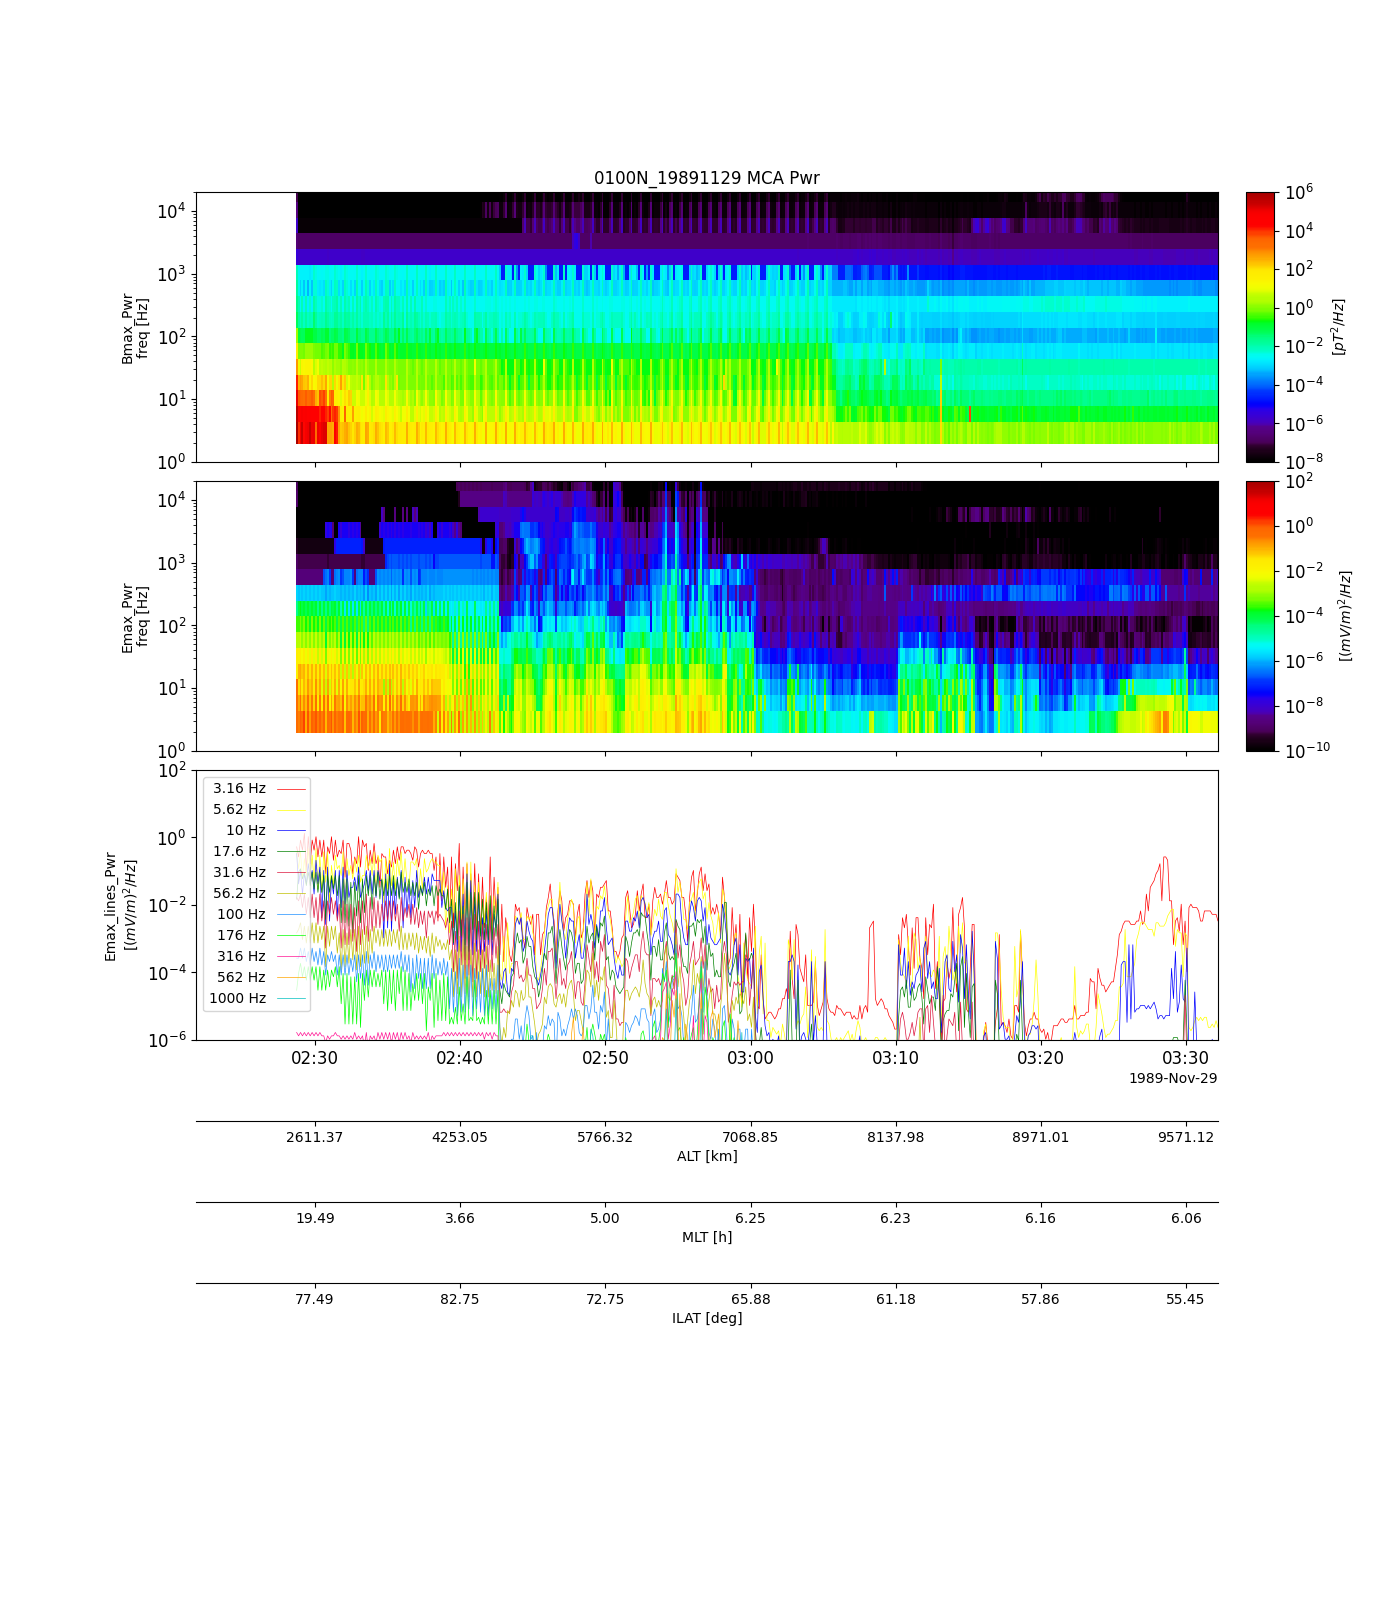 0100N_19891129 MCA Pwr
10^4
10^3
10^2
10^1
10^0
Bmax_Pwr
freq [Hz]
10^6
10^4
10^2
10^0
10^-2
10^-4
10^-6
10^-8
[pT^2/Hz]
10^4
10^3
10^2
10^1
10^0
Emax_Pwr
freq [Hz]
10^2
10^0
10^-2
10^-4
10^-6
10^-8
10^-10
[(mV/m)^2/Hz]
10^2
10^0
10^-2
10^-4
10^-6
Emax_lines_Pwr
[(mV/m)^2/Hz]
3.16 Hz
5.62 Hz
10 Hz
17.6 Hz
31.6 Hz
56.2 Hz
100 Hz
176 Hz
316 Hz
562 Hz
1000 Hz
02:30 02:40 02:50 03:00 03:10 03:20 03:30
1989-Nov-29
2611.37 4253.05 5766.32 7068.85 8137.98 8971.01 9571.12
ALT [km]
19.49 3.66 5.00 6.25 6.23 6.16 6.06
MLT [h]
77.49 82.75 72.75 65.88 61.18 57.86 55.45
ILAT [deg]